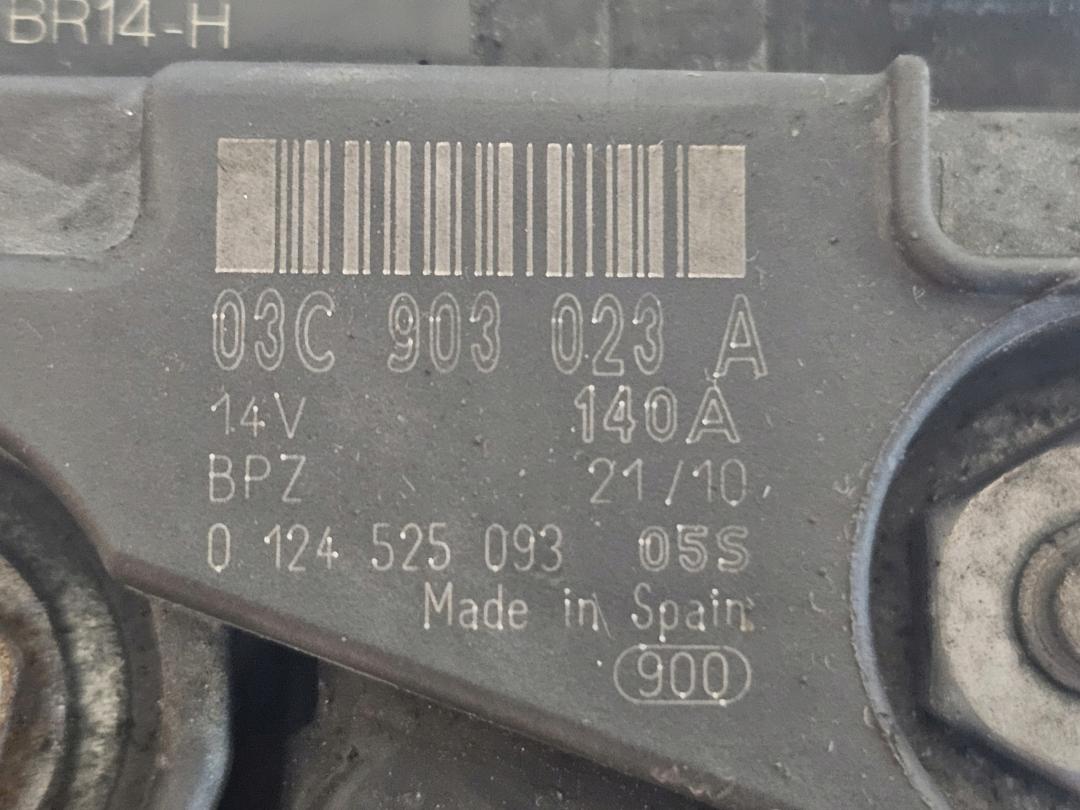 BR14-H
03C 903 023 A
14V 140A
BPZ 21/10
0 124 525 093 05S
Made in Spain
900